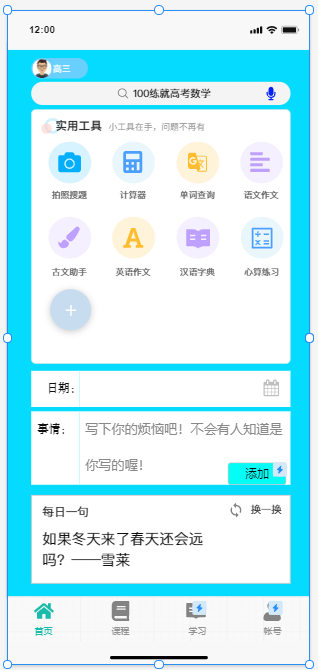 12:00
高三
100练就高考数学
实用工具 小工具在手，问题不再有
拍照搜题 计算器 单词查询 语文作文
古文助手 英语作文 汉语字典 心算练习
日期：
事情： 写下你的烦恼吧！不会有人知道是
你写的喔！
添加
每日一句 换一换
如果冬天来了春天还会远
吗？——雪莱
首页 课程 学习 帐号